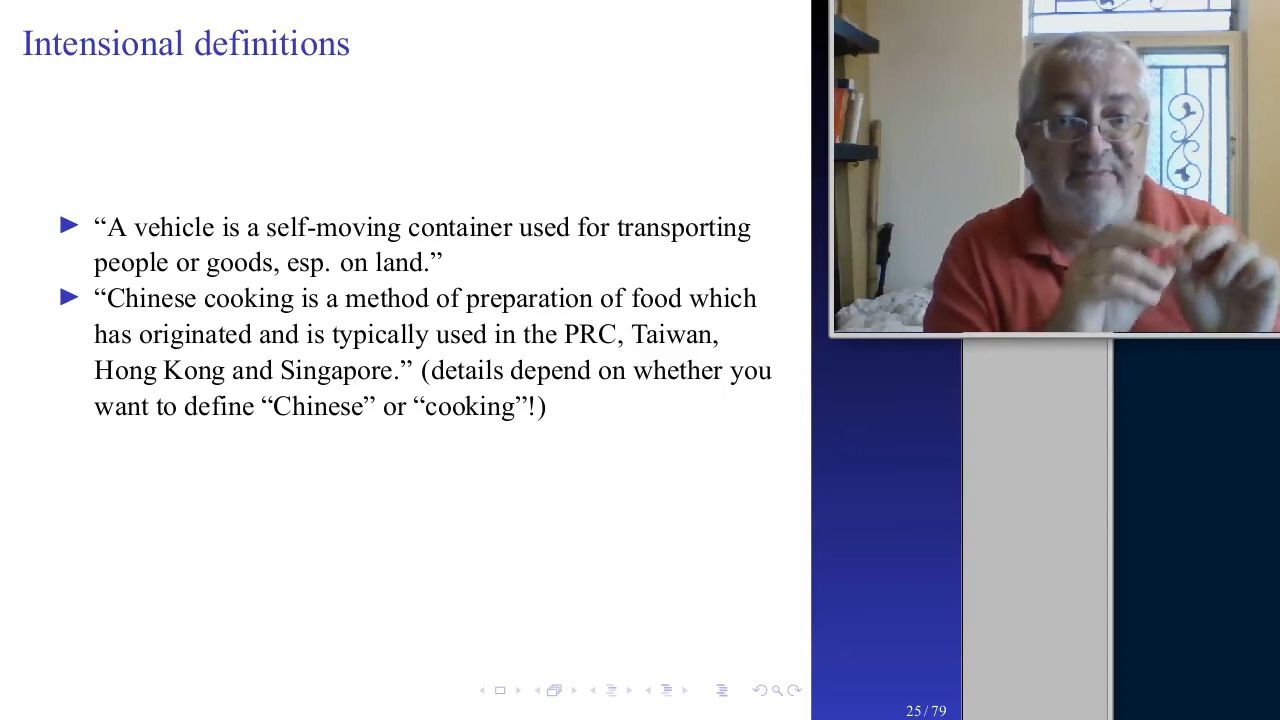 Intensional definitions
“A vehicle is a self-moving container used for transporting
people or goods, esp. on land.”
“Chinese cooking is a method of preparation of food which
has originated and is typically used in the PRC, Taiwan,
Hong Kong and Singapore.” (details depend on whether you
want to define “Chinese” or “cooking”!)
25 / 79